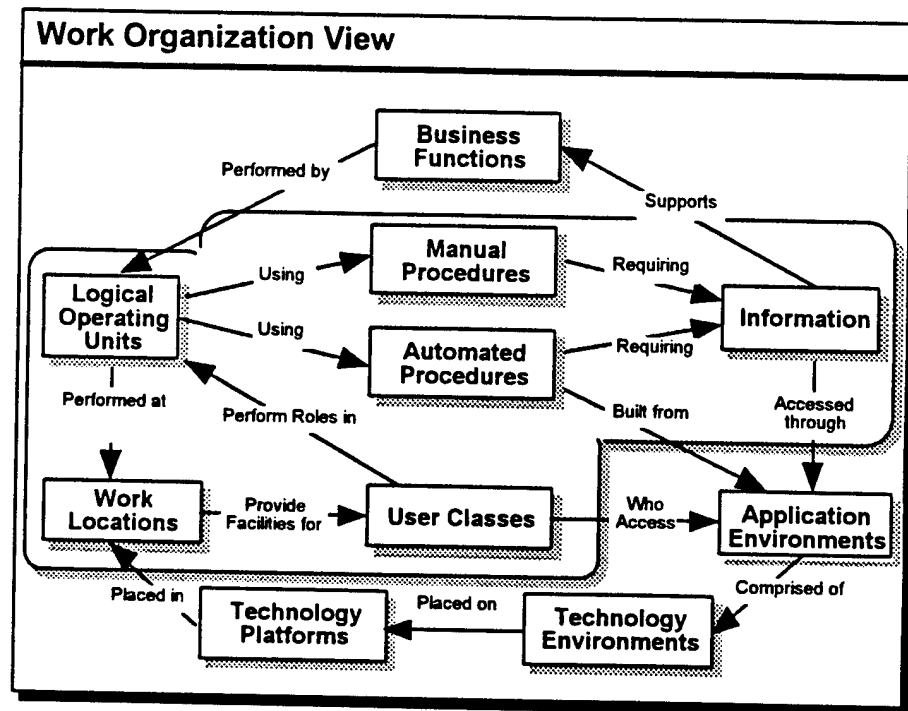 Work Organization View
Business
Functions
Performed by
Supports
Manual
Procedures
Using
Requiring
Logical
Operating
Units
Information
Using
Automated
Procedures
Requiring
Performed at
Perform Roles in
Built from
Accessed
through
Work
Locations
Provide
Facilities for
User Classes
Who
Access
Application
Environments
Placed in
Technology
Platforms
Placed on
Technology
Environments
Comprised of